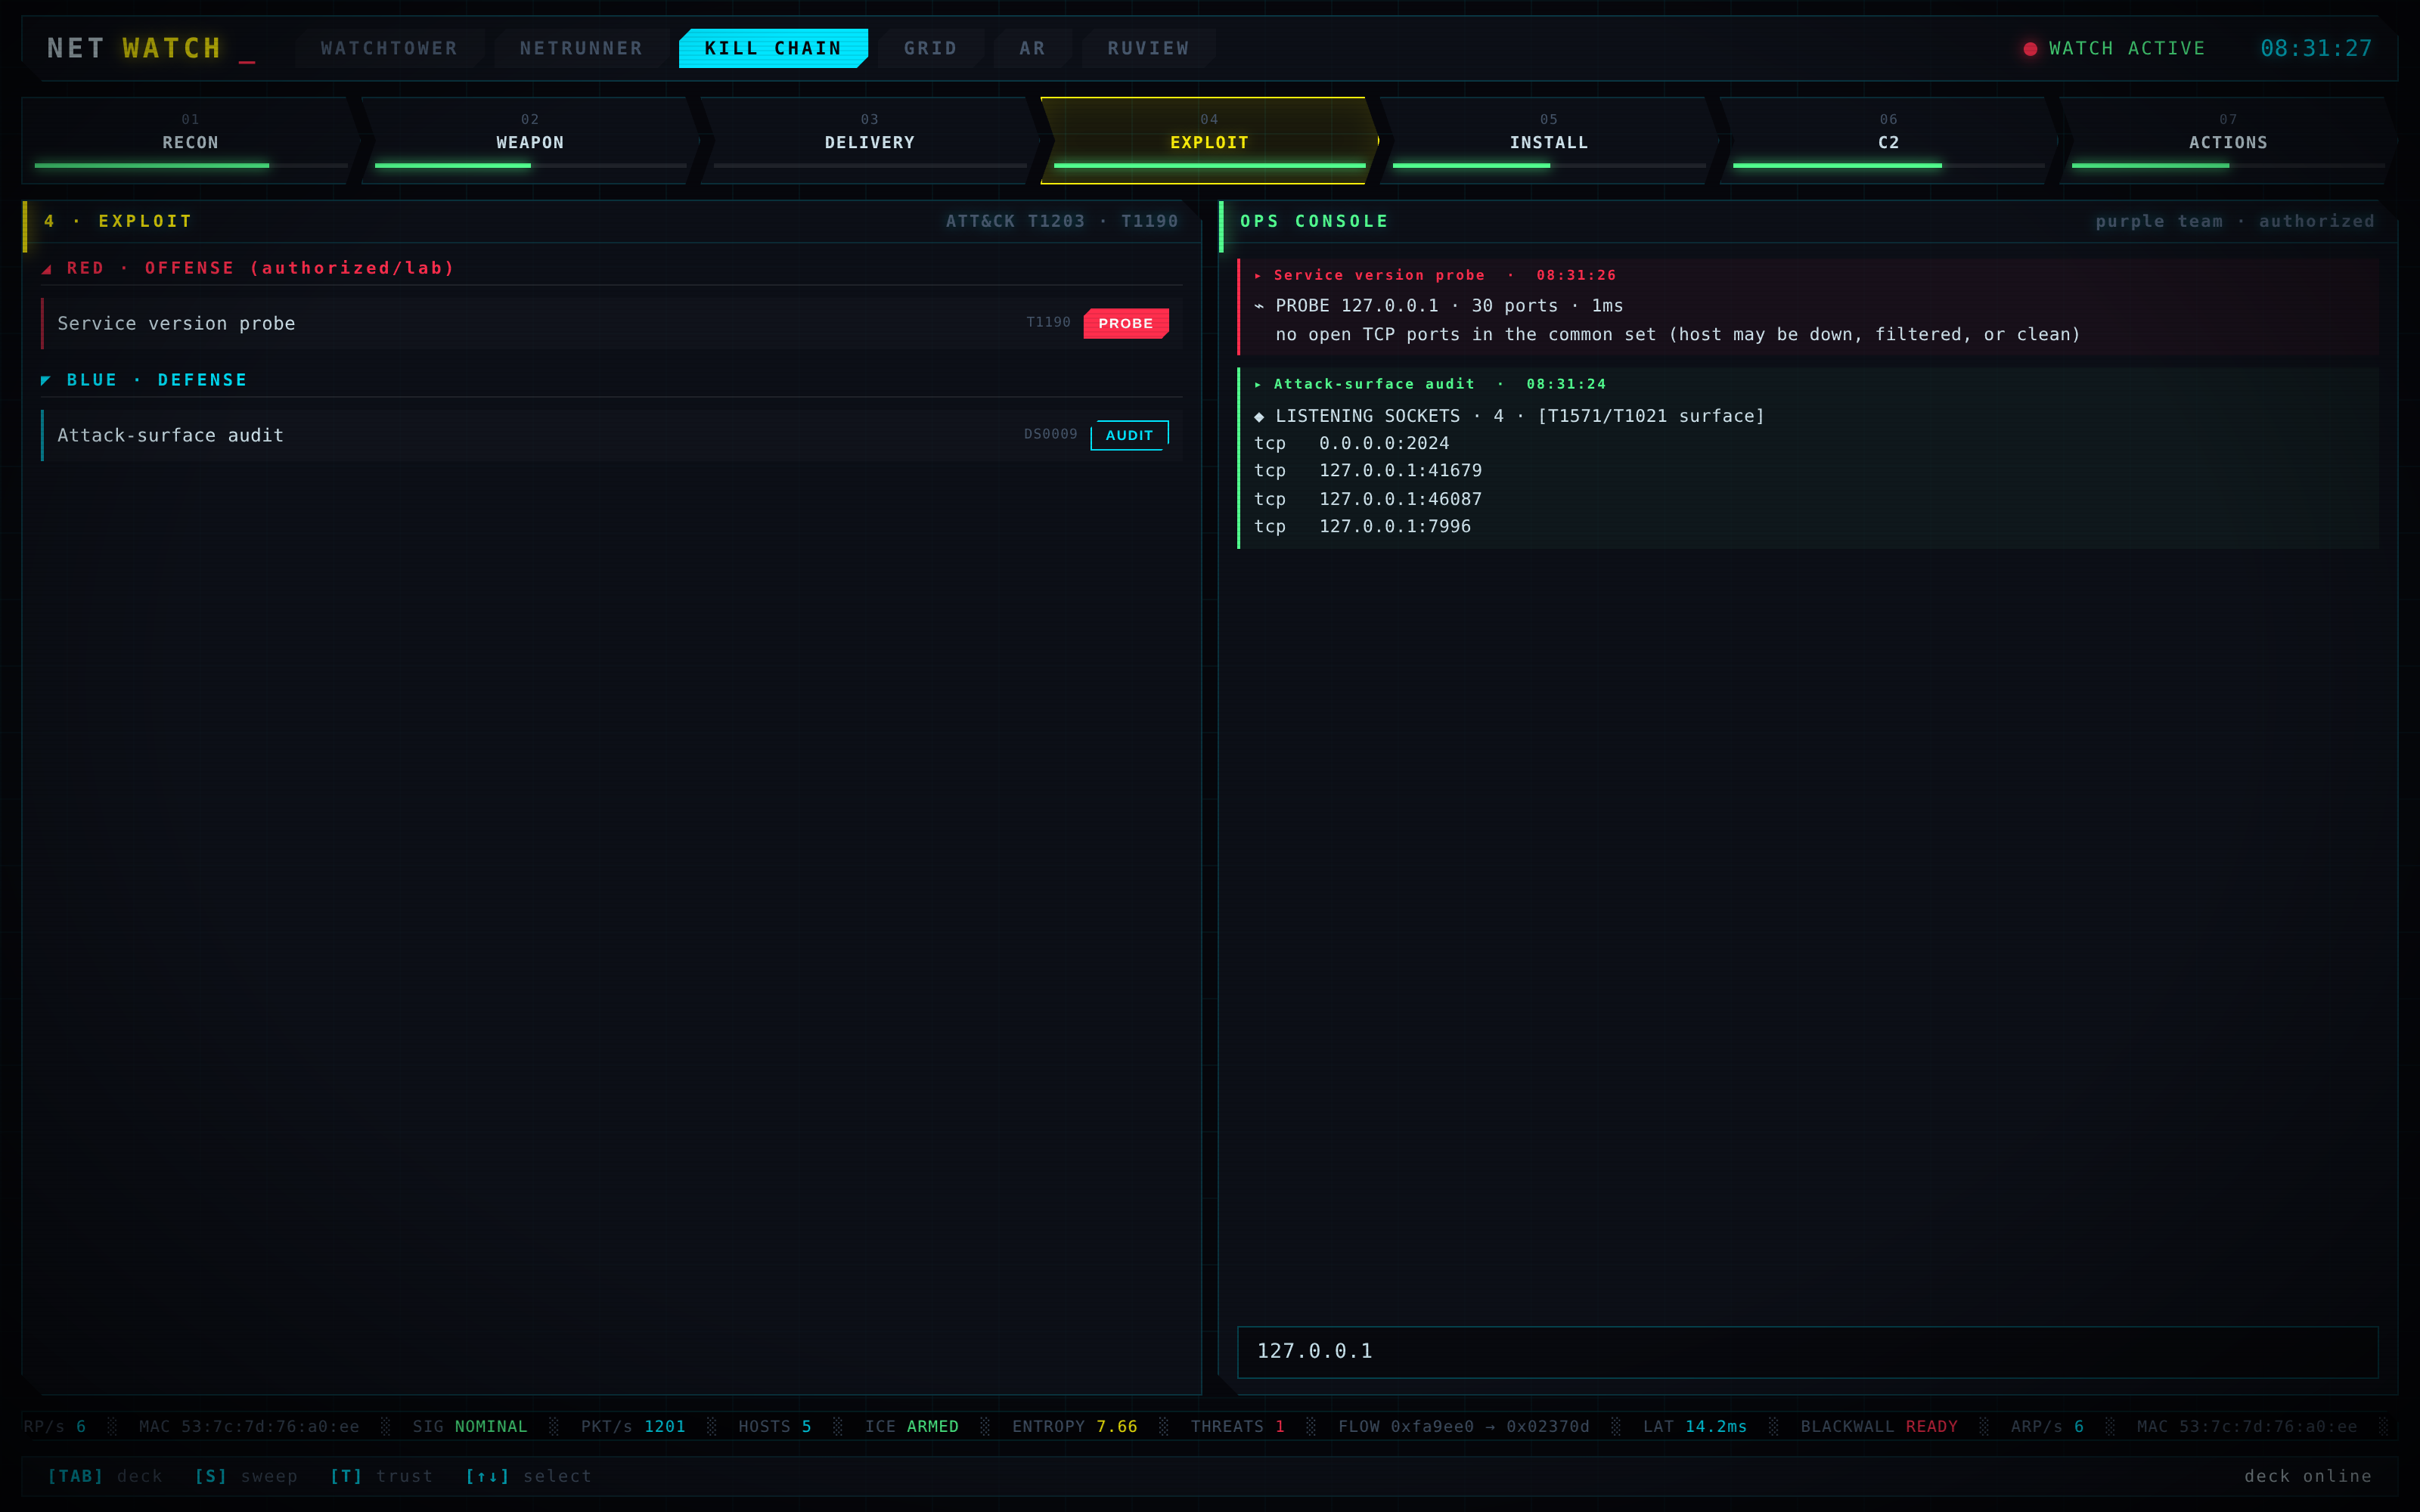 NET WATCH _ WATCHTOWER NETRUNNER KILL CHAIN GRID AR RUVIEW WATCH ACTIVE 08:31:27
01 02 03 04 05 06 07
RECON WEAPON DELIVERY EXPLOIT INSTALL C2 ACTIONS
4 · EXPLOIT ATT&CK T1203 · T1190
◢ RED · OFFENSE (authorized/lab)
Service version probe T1190 PROBE
◤ BLUE · DEFENSE
Attack-surface audit DS0009 AUDIT
OPS CONSOLE purple team · authorized
▸ Service version probe · 08:31:26
⌁ PROBE 127.0.0.1 · 30 ports · 1ms
no open TCP ports in the common set (host may be down, filtered, or clean)
▸ Attack-surface audit · 08:31:24
◆ LISTENING SOCKETS · 4 · [T1571/T1021 surface]
tcp 0.0.0.0:2024
tcp 127.0.0.1:41679
tcp 127.0.0.1:46087
tcp 127.0.0.1:7996
127.0.0.1
RP/s 6 ░ MAC 53:7c:7d:76:a0:ee ░ SIG NOMINAL ░ PKT/s 1201 ░ HOSTS 5 ░ ICE ARMED ░ ENTROPY 7.66 ░ THREATS 1 ░ FLOW 0xfa9ee0 → 0x02370d ░ LAT 14.2ms ░ BLACKWALL READY ░ ARP/s 6 ░ MAC 53:7c:7d:76:a0:ee ░
[TAB] deck [S] sweep [T] trust [↑↓] select deck online